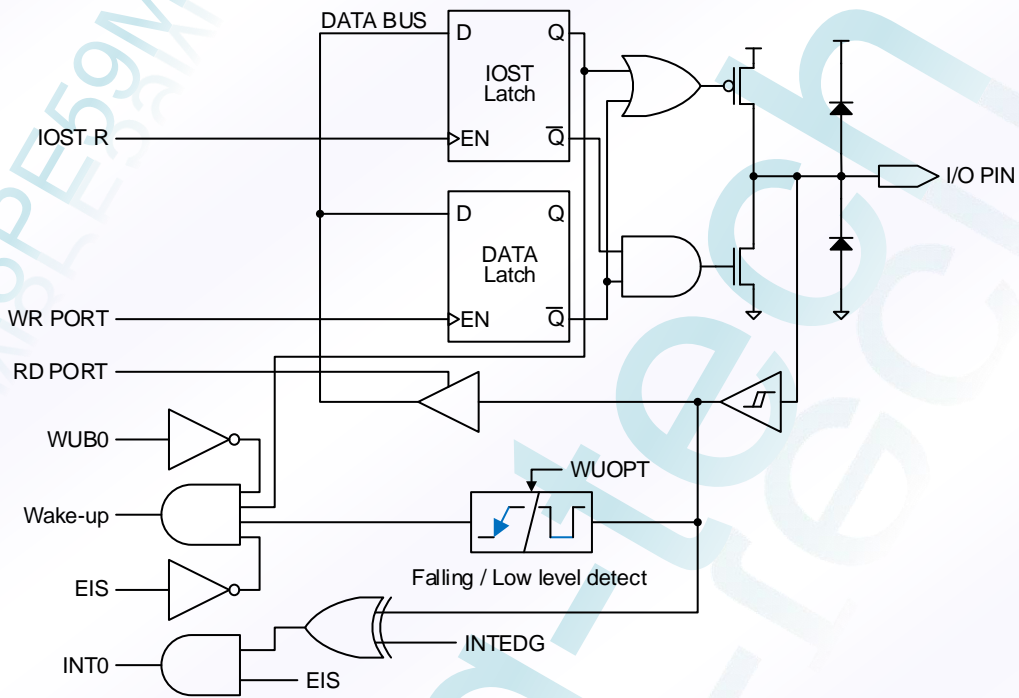 DATA BUS
D Q
IOST
Latch
IOST R
EN Q
I/O PIN
D Q
DATA
Latch
WR PORT
EN Q
RD PORT
WUB0
WUOPT
Wake-up
Falling / Low level detect
EIS
INTEDG
INT0
EIS